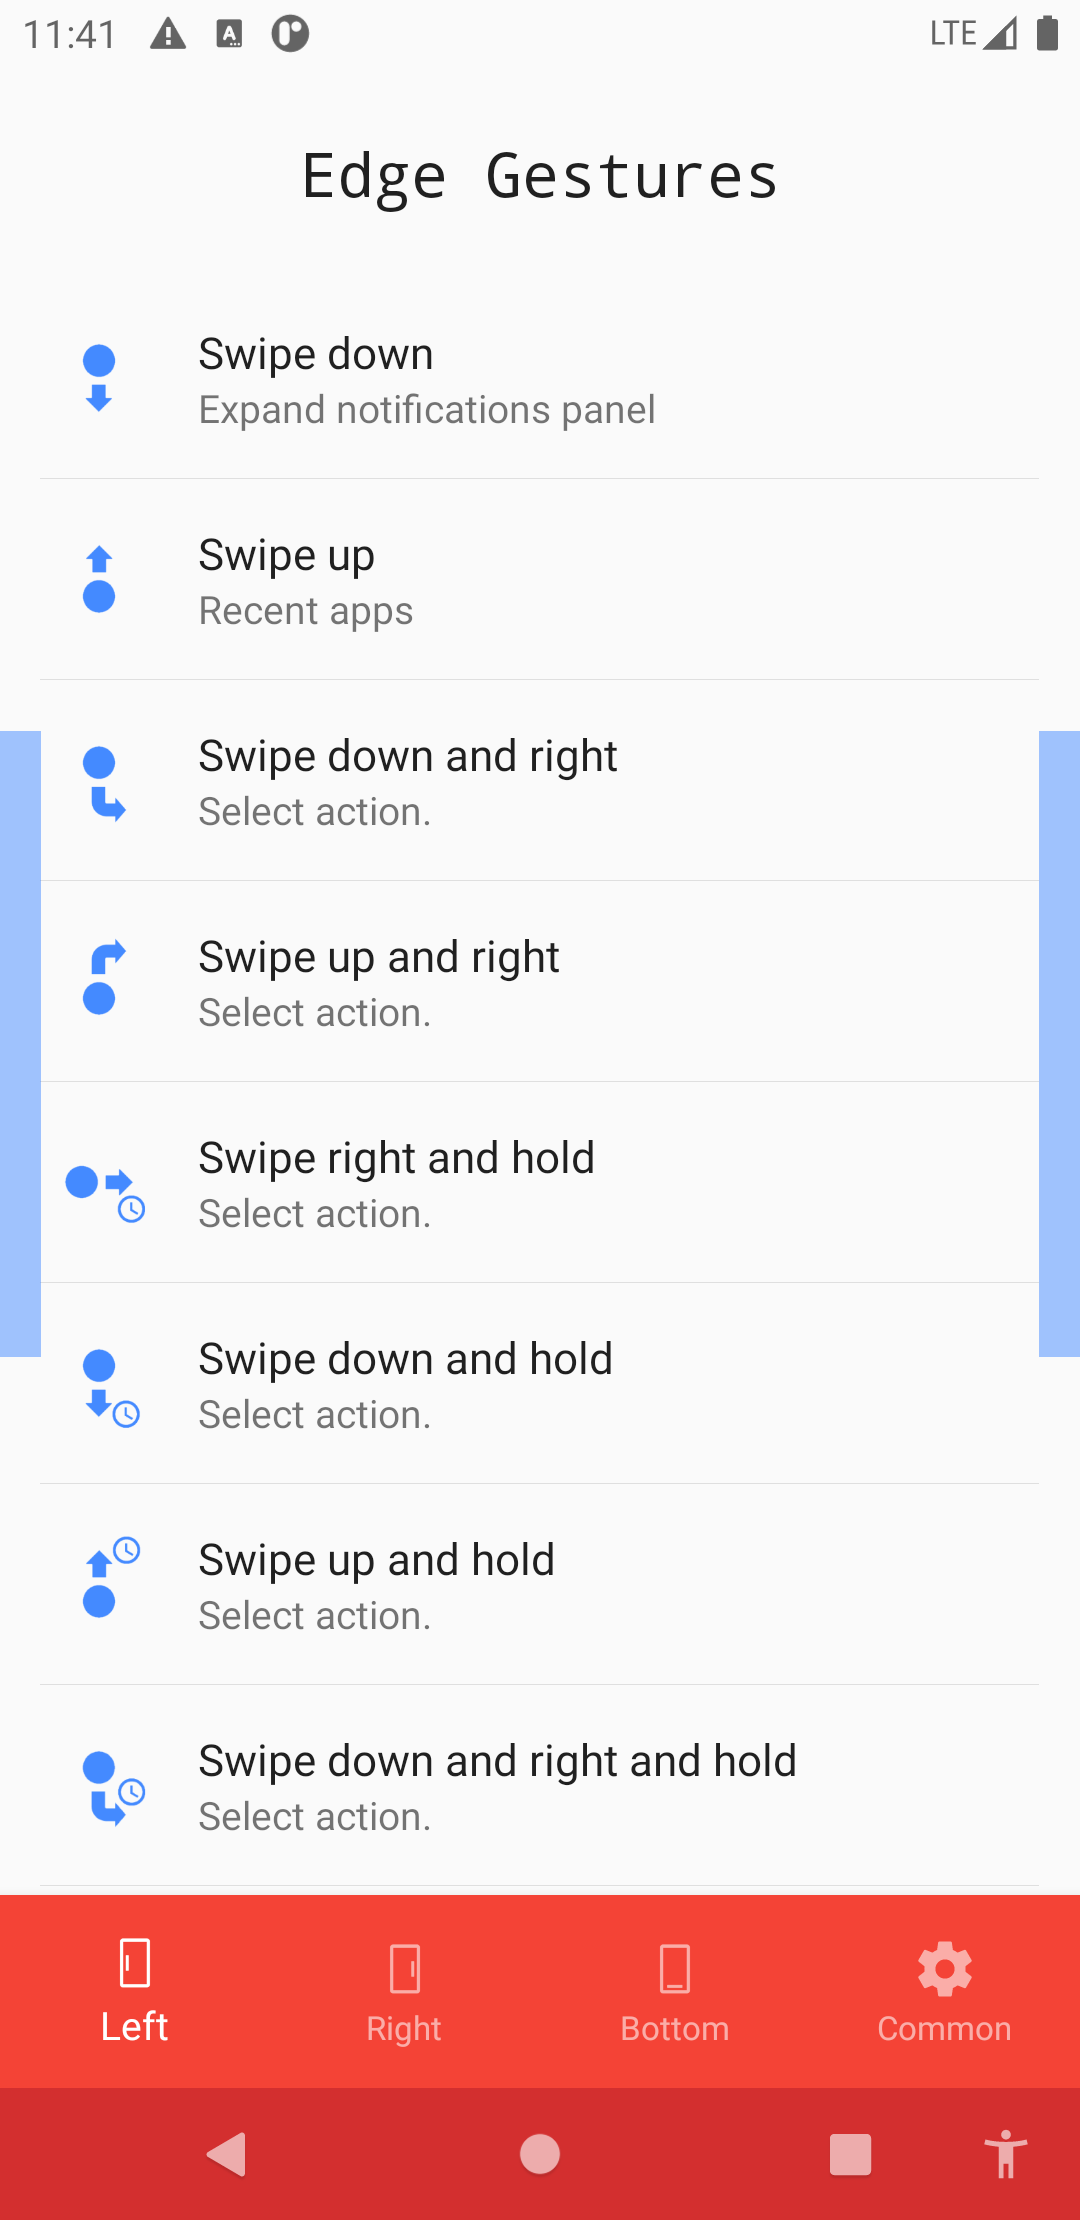 11:41
LTE
Edge Gestures
Swipe down
Expand notifications panel
Swipe up
Recent apps
Swipe down and right
Select action.
Swipe up and right
Select action.
Swipe right and hold
Select action.
Swipe down and hold
Select action.
Swipe up and hold
Select action.
Swipe down and right and hold
Select action.
Left
Right
Bottom
Common